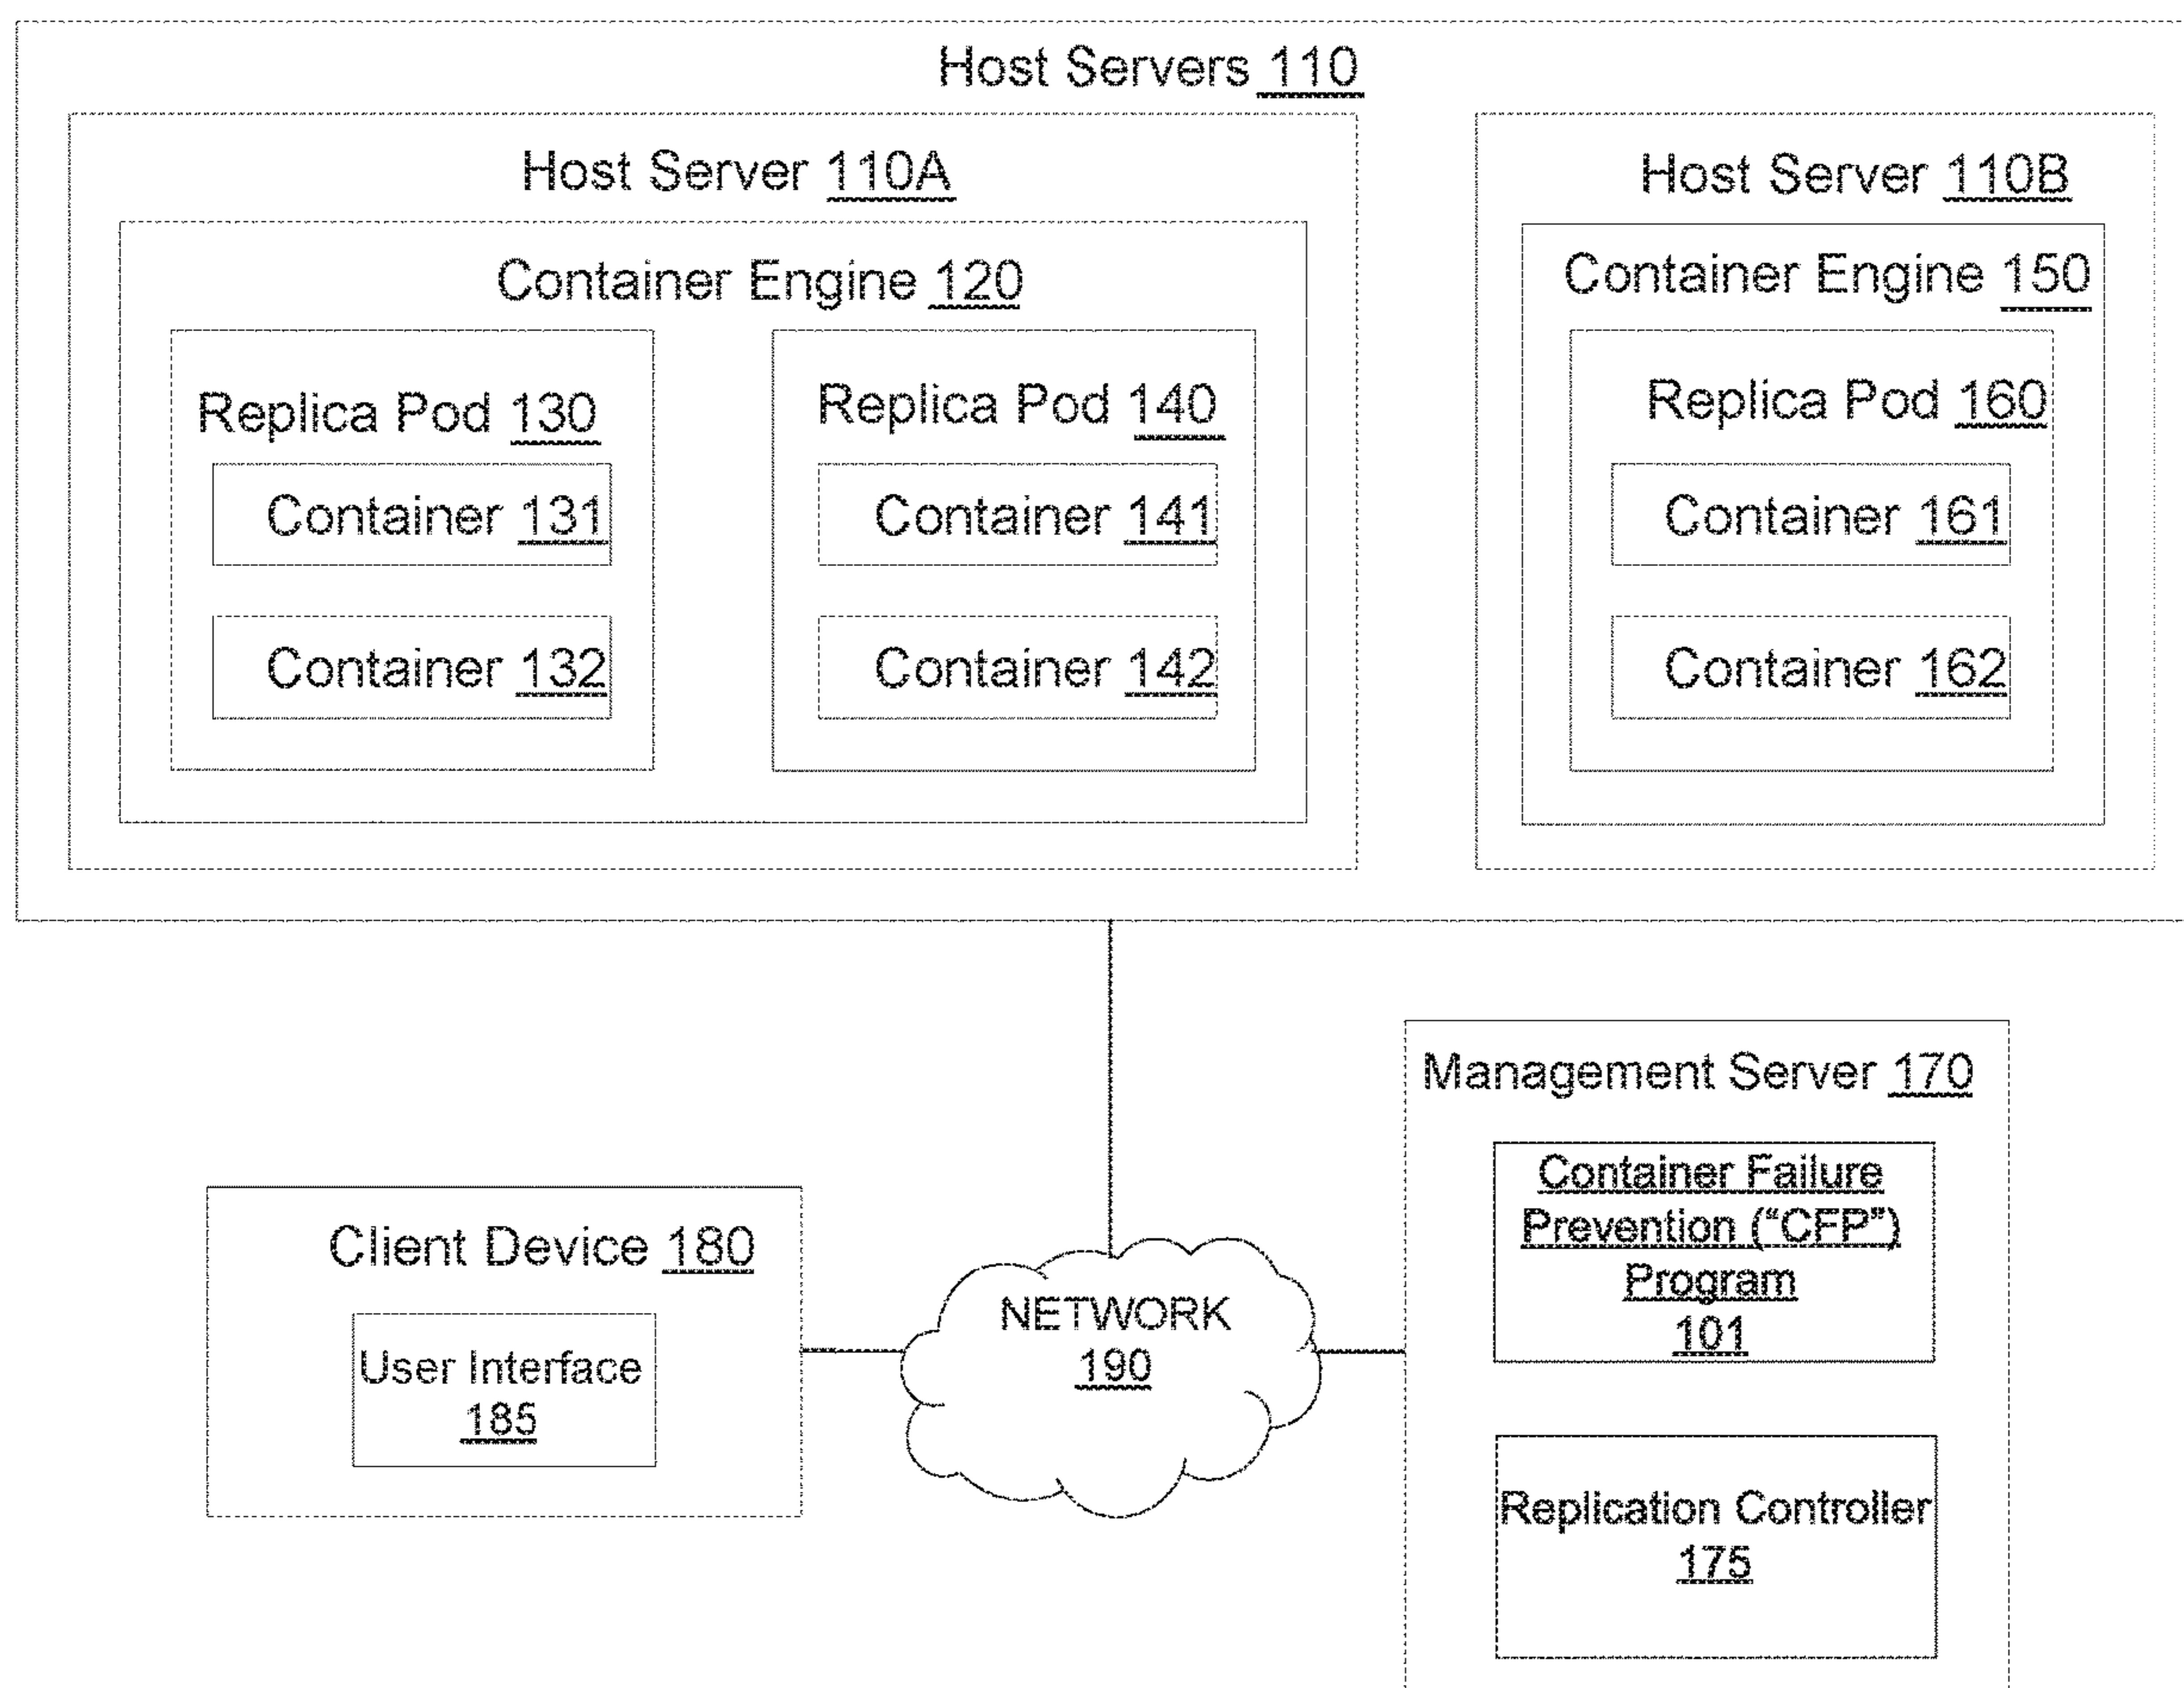 Host Servers 110
Host Server 110A
Container Engine 120
Replica Pod 130
Container 131
Container 132
Replica Pod 140
Container 141
Container 142
Host Server 110B
Container Engine 150
Replica Pod 160
Container 161
Container 162
Client Device 180
User Interface
185
NETWORK
190
Management Server 170
Container Failure
Prevention (“CFP”)
Program
101
Replication Controller
175